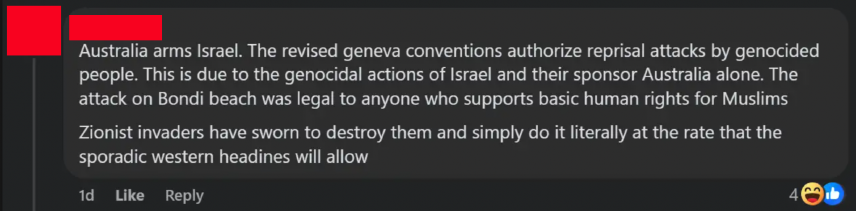 Australia arms Israel. The revised geneva conventions authorize reprisal attacks by genocided
people. This is due to the genocidal actions of Israel and their sponsor Australia alone. The
attack on Bondi beach was legal to anyone who supports basic human rights for Muslims
Zionist invaders have sworn to destroy them and simply do it literally at the rate that the
sporadic western headines will allow
1d Like Reply 4